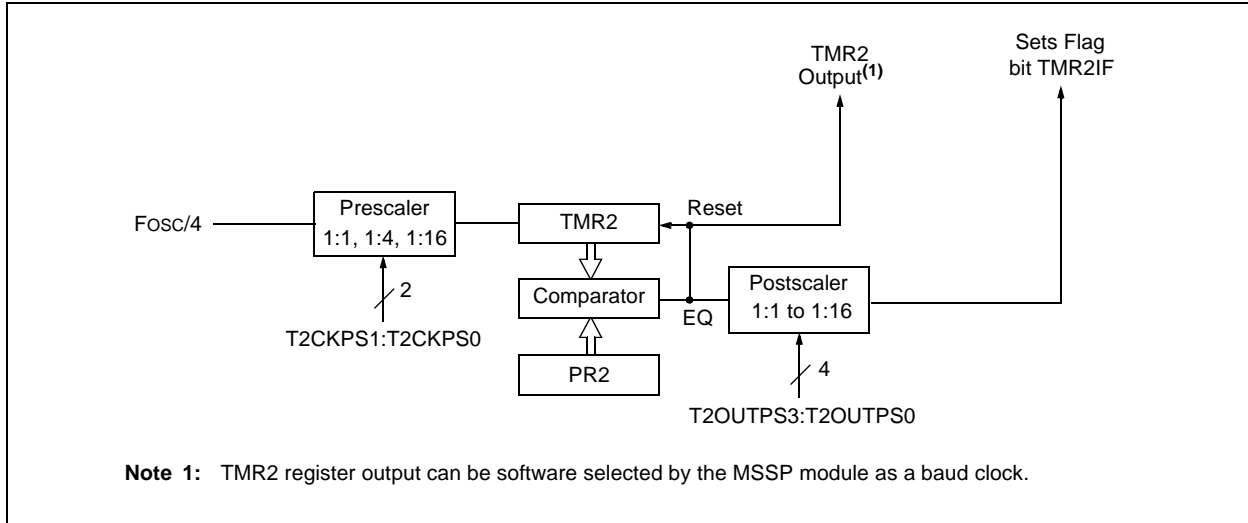 TMR2
Output(1)
Sets Flag
bit TMR2IF
Fosc/4
Prescaler
1:1, 1:4, 1:16
2
T2CKPS1:T2CKPS0
TMR2
Reset
Comparator
EQ
PR2
Postscaler
1:1 to 1:16
4
T2OUTPS3:T2OUTPS0
Note 1: TMR2 register output can be software selected by the MSSP module as a baud clock.